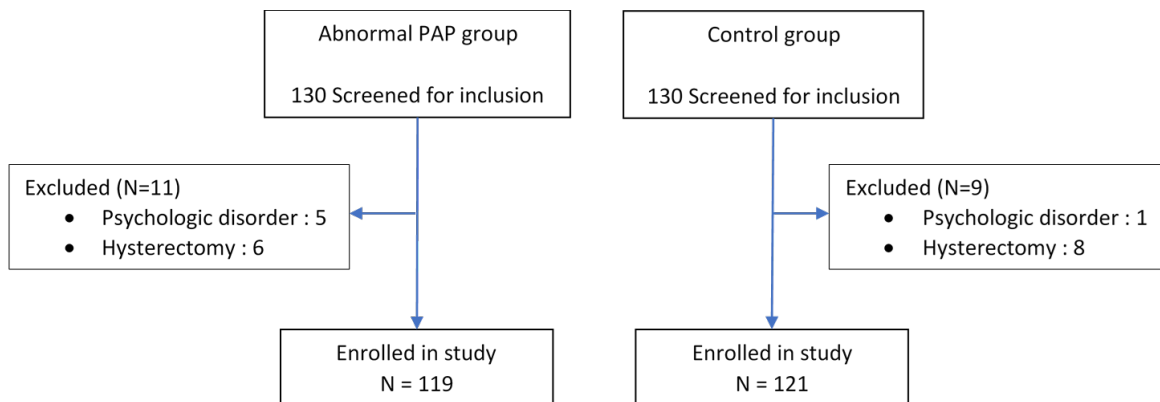 Abnormal PAP group
130 Screened for inclusion
Control group
130 Screened for inclusion
Excluded (N=11)
• Psychologic disorder : 5
• Hysterectomy : 6
Excluded (N=9)
• Psychologic disorder : 1
• Hysterectomy : 8
Enrolled in study
N = 119
Enrolled in study
N = 121